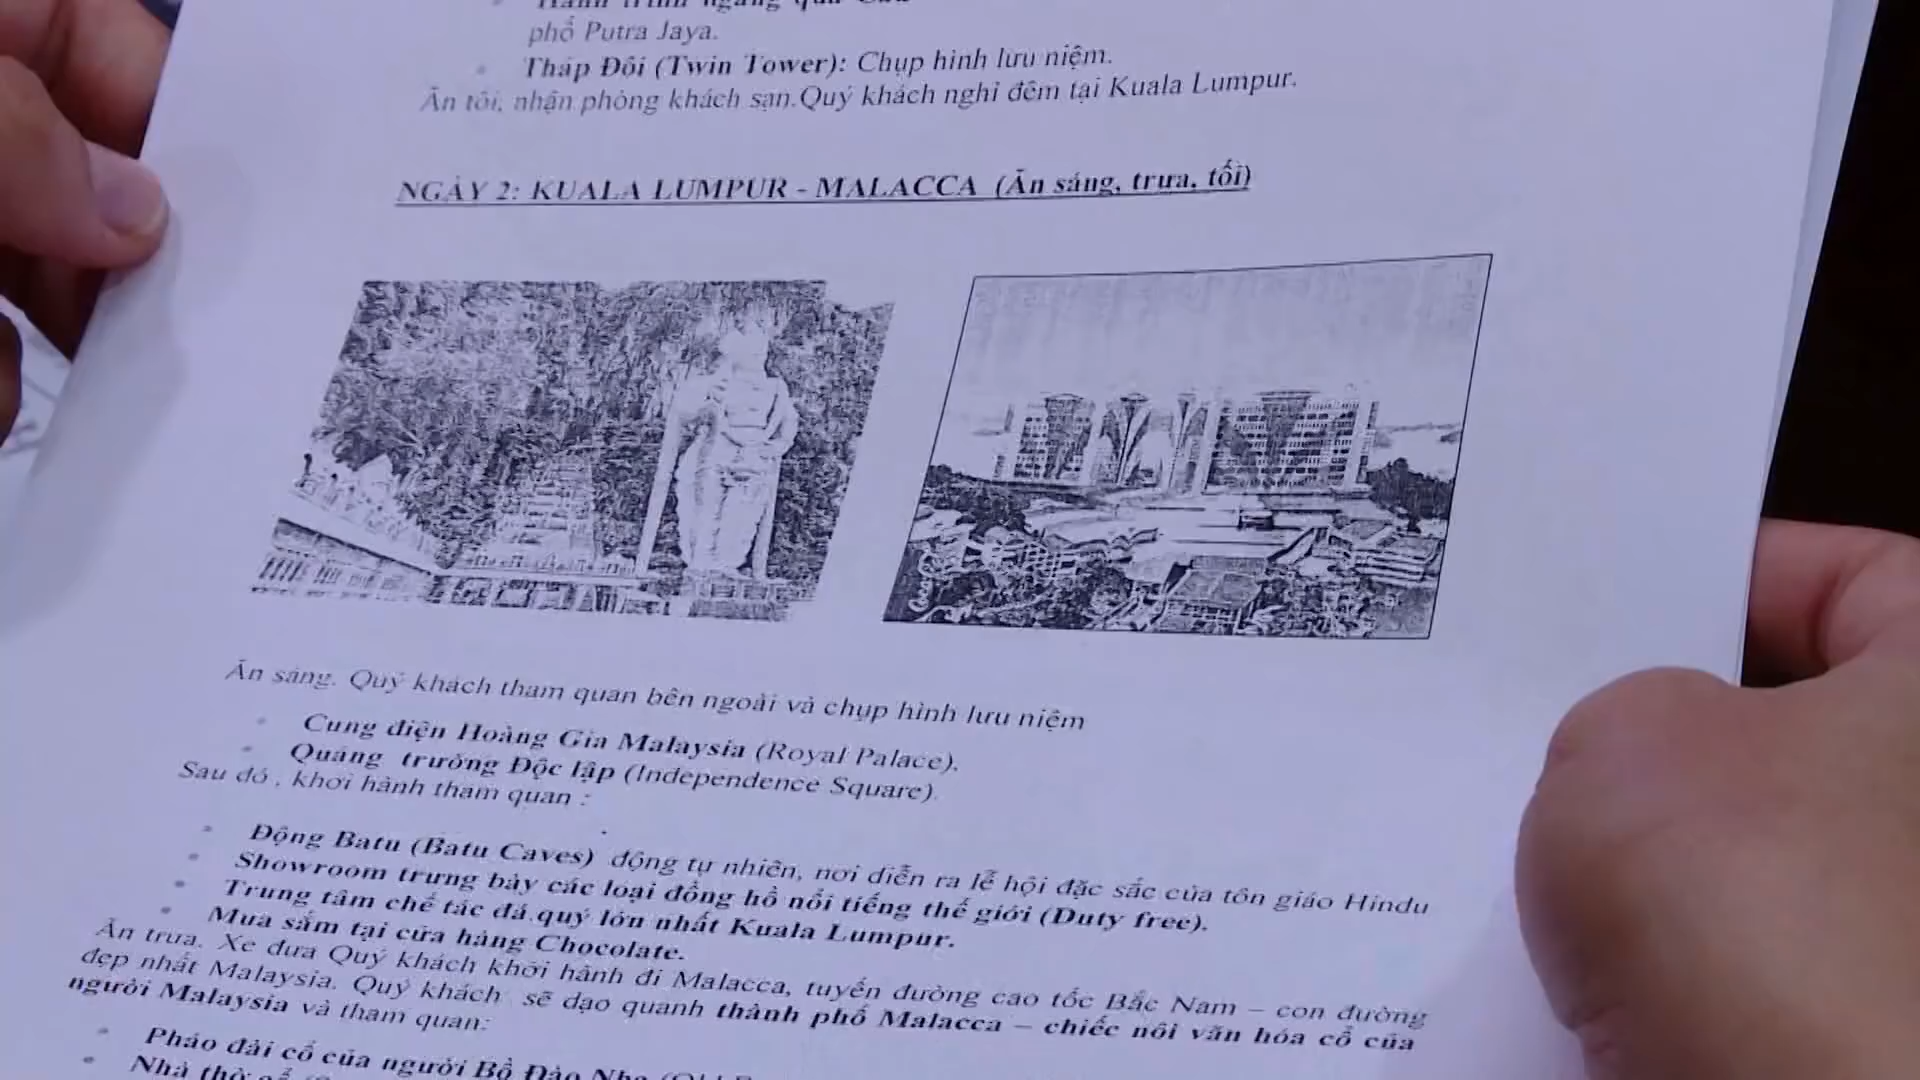 Hành trình ngang qua
phố Putra Jaya.
Tháp Đôi (Twin Tower): Chụp hình lưu niệm.
Ăn tối, nhận phòng khách sạn.Quý khách nghỉ đêm tại Kuala Lumpur.
NGÀY 2: KUALA LUMPUR - MALACCA (Ăn sáng, trưa, tối)
Ăn sáng. Quý khách tham quan bên ngoài và chụp hình lưu niệm
Cung điện Hoàng Gia Malaysia (Royal Palace).
Quảng trường Độc lập (Independence Square).
Sau đó , khởi hành tham quan :
Động Batu (Batu Caves) động tự nhiên, nơi diễn ra lễ hội đặc sắc của tôn giáo Hindu
Showroom trưng bày các loại đồng hồ nổi tiếng thế giới (Duty free).
Trung tâm chế tác đá quý lớn nhất Kuala Lumpur.
Mua sắm tại cửa hàng Chocolate.
Ăn trưa. Xe đưa Quý khách khởi hành đi Malacca, tuyến đường cao tốc Bắc Nam – con đường
đẹp nhất Malaysia. Quý khách sẽ dạo quanh thành phố Malacca – chiếc nôi văn hóa cổ của
người Malaysia và tham quan:
Pháo đài cổ của người Bồ Đào Nha
Nhà thờ cổ